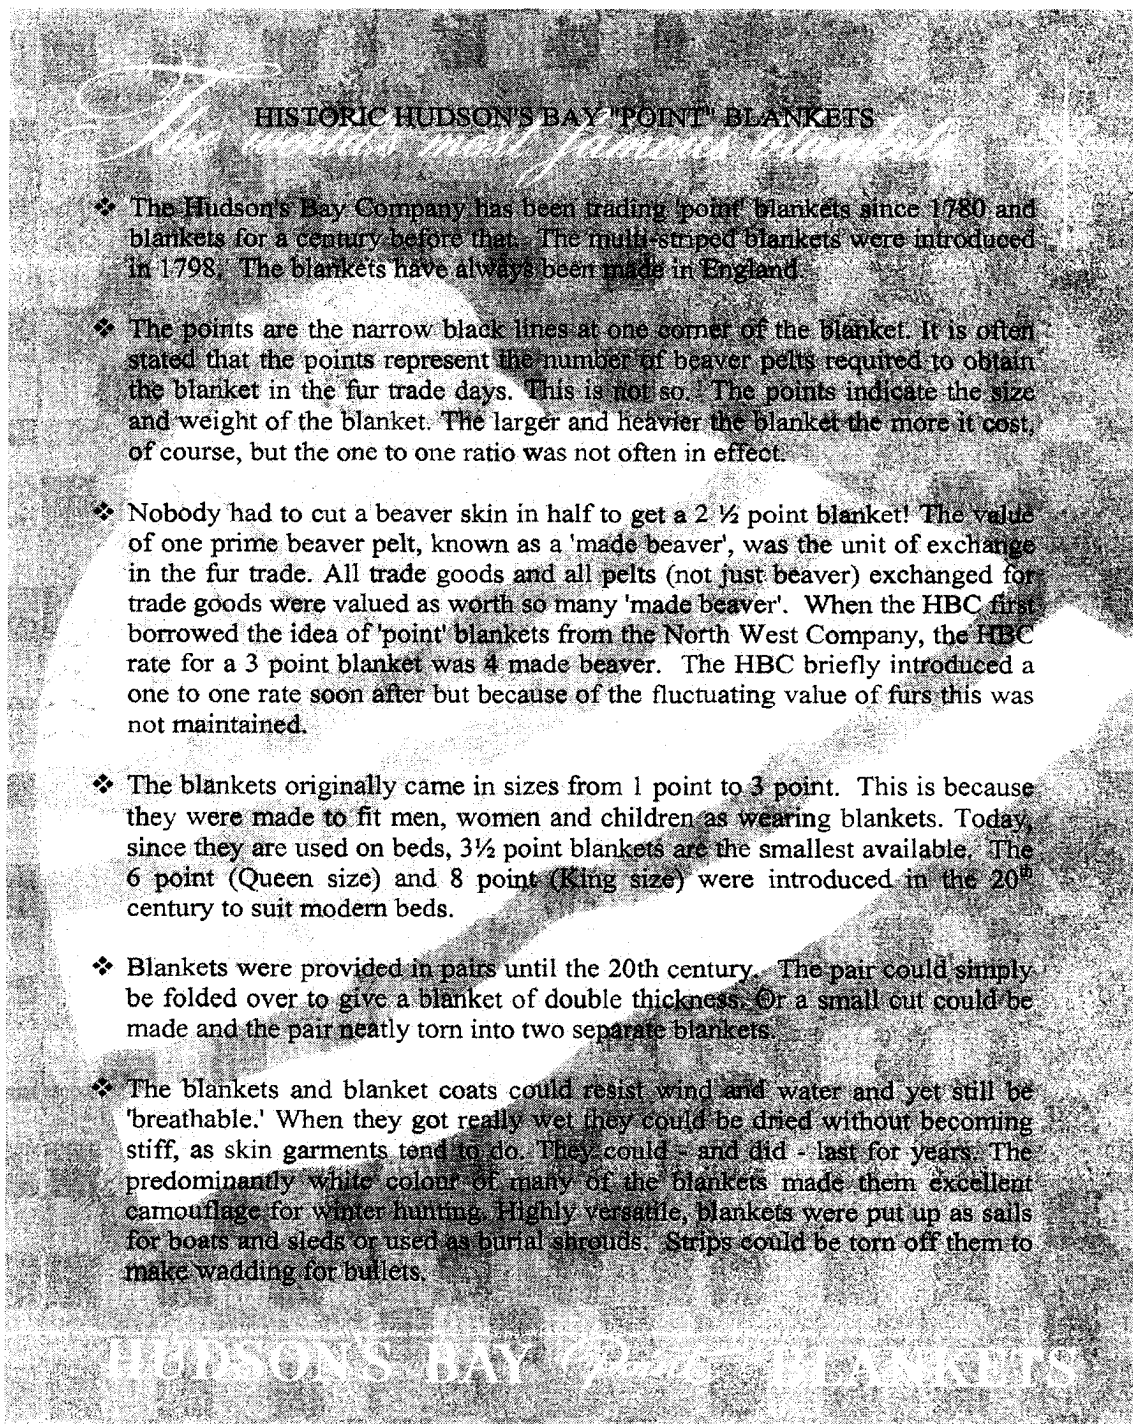 HISTORIC HUDSON'S BAY "POINT" BLANKETS
The world's most famous blankets
❖ The Hudson's Bay Company has been trading 'point' blankets since 1780 and
blankets for a century before that. The multi-striped blankets were introduced
in 1798. The blankets have always been made in England.
❖ The points are the narrow black lines at one corner of the blanket. It is often
stated that the points represent the number of beaver pelts required to obtain
the blanket in the fur trade days. This is not so. The points indicate the size
and weight of the blanket. The larger and heavier the blanket the more it cost,
of course, but the one to one ratio was not often in effect.
❖ Nobody had to cut a beaver skin in half to get a 2 ½ point blanket! The value
of one prime beaver pelt, known as a 'made beaver', was the unit of exchange
in the fur trade. All trade goods and all pelts (not just beaver) exchanged for
trade goods were valued as worth so many 'made beaver'. When the HBC first
borrowed the idea of 'point' blankets from the North West Company, the HBC
rate for a 3 point blanket was 4 made beaver. The HBC briefly introduced a
one to one rate soon after but because of the fluctuating value of furs this was
not maintained.
❖ The blankets originally came in sizes from 1 point to 3 point. This is because
they were made to fit men, women and children as wearing blankets. Today,
since they are used on beds, 3½ point blankets are the smallest available. The
6 point (Queen size) and 8 point (King size) were introduced in the 20th
century to suit modern beds.
❖ Blankets were provided in pairs until the 20th century. The pair could simply
be folded over to give a blanket of double thickness. Or a small cut could be
made and the pair neatly torn into two separate blankets.
❖ The blankets and blanket coats could resist wind and water and yet still be
'breathable.' When they got really wet they could be dried without becoming
stiff, as skin garments tend to do. They could - and did - last for years. The
predominantly white colour of many of the blankets made them excellent
camouflage for winter hunting. Highly versatile, blankets were put up as sails
for boats and sleds or used as burial shrouds. Strips could be torn off them to
make wadding for bullets.
HUDSON'S BAY "Point" BLANKETS